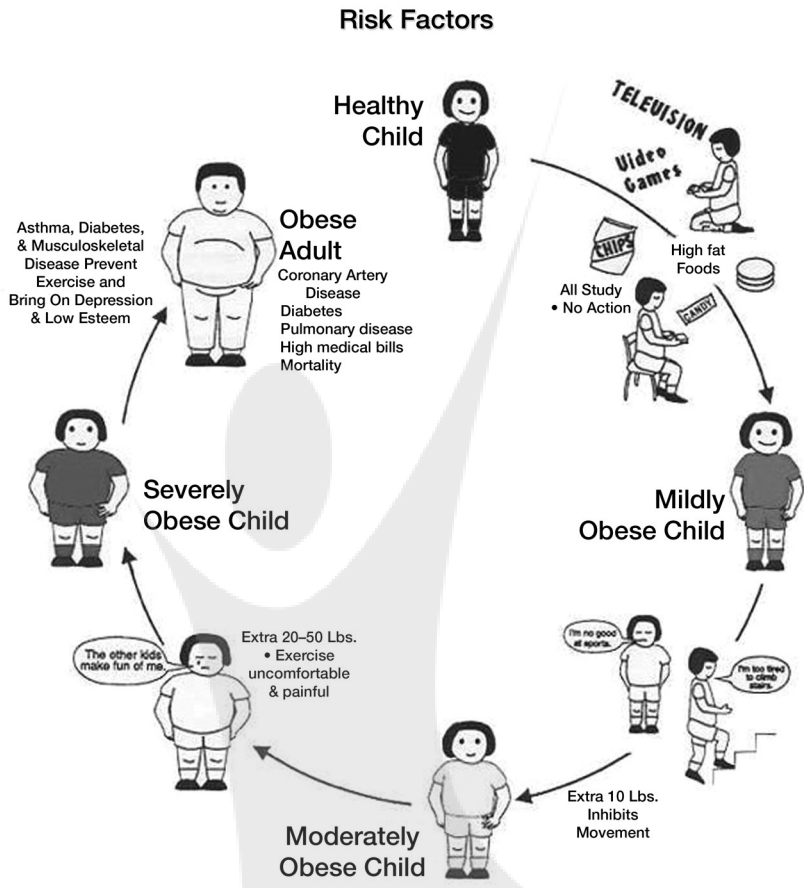 Risk Factors
Healthy
Child
TELEVISION
Video
Games
CHIPS
High fat
Foods
All Study
• No Action
CANDY
Mildly
Obese Child
I'm no good
at sports.
I'm too tired
to climb
stairs.
Extra 10 Lbs.
Inhibits
Movement
Moderately
Obese Child
Extra 20–50 Lbs.
• Exercise
uncomfortable
& painful
The other kids
make fun of me.
Severely
Obese Child
Asthma, Diabetes,
& Musculoskeletal
Disease Prevent
Exercise and
Bring On Depression
& Low Esteem
Obese
Adult
Coronary Artery
Disease
Diabetes
Pulmonary disease
High medical bills
Mortality